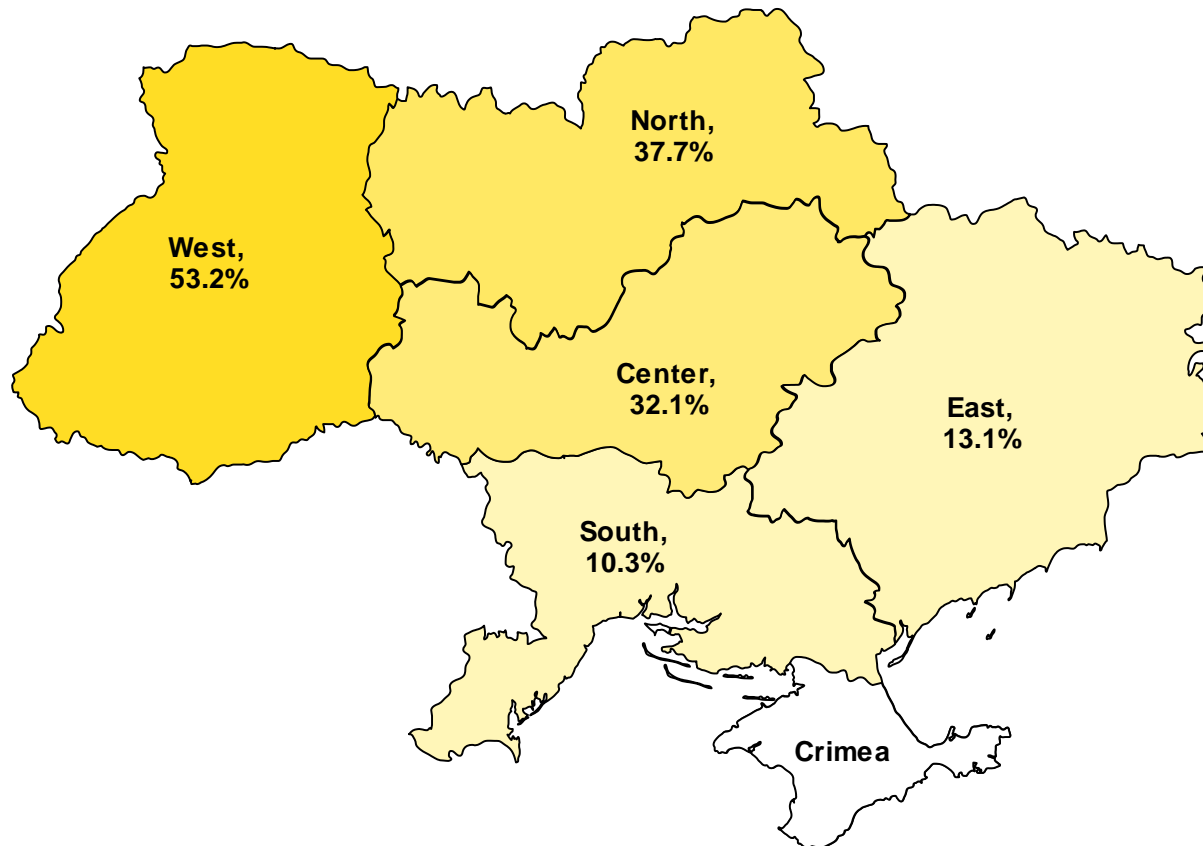 North,
37.7%
West,
53.2%
Center,
32.1%
East,
13.1%
South,
10.3%
Crimea